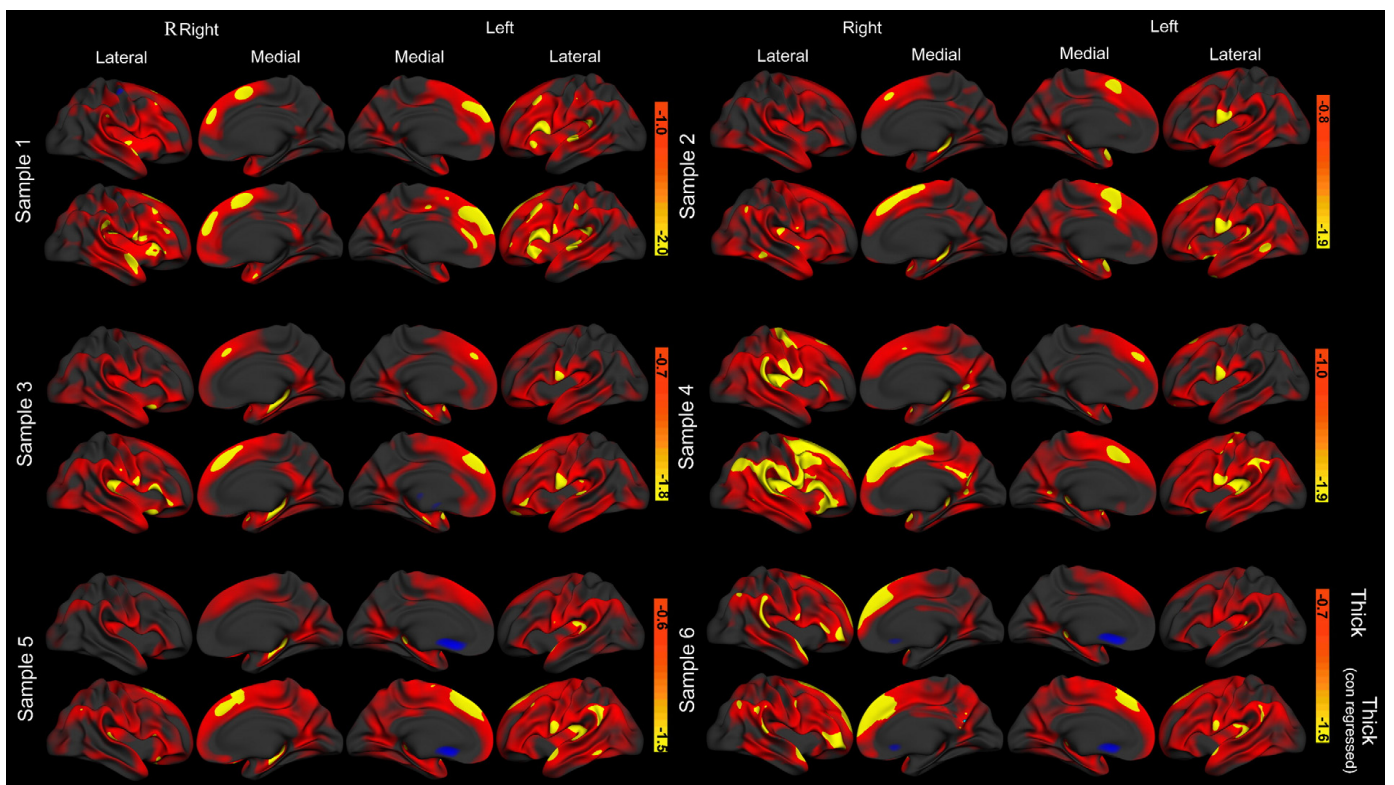 R Right Left Right Left
Lateral Medial Medial Lateral Lateral Medial Medial Lateral
Sample 1
-1.0
-2.0
Sample 2
-0.8
-1.9
Sample 3
-0.7
-1.8
Sample 4
-1.0
-1.9
Sample 5
-0.6
-1.5
Sample 6
-0.7
-1.6
Thick
Thick
(con regressed)